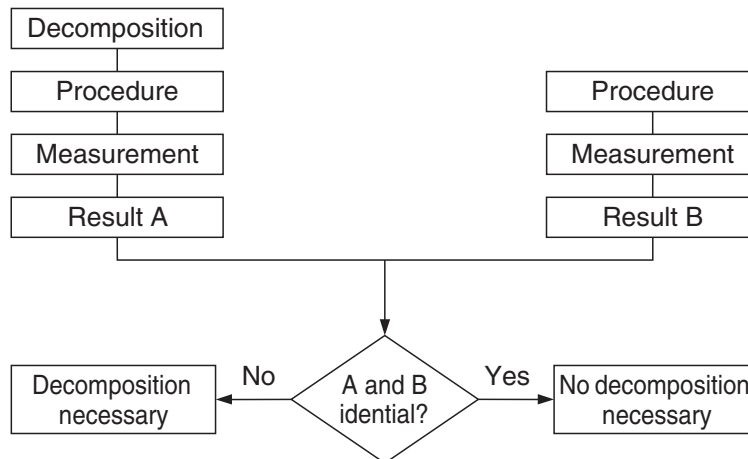 Decomposition
Procedure
Procedure
Measurement
Measurement
Result A
Result B
No
Yes
Decomposition
necessary
A and B
idential?
No decomposition
necessary